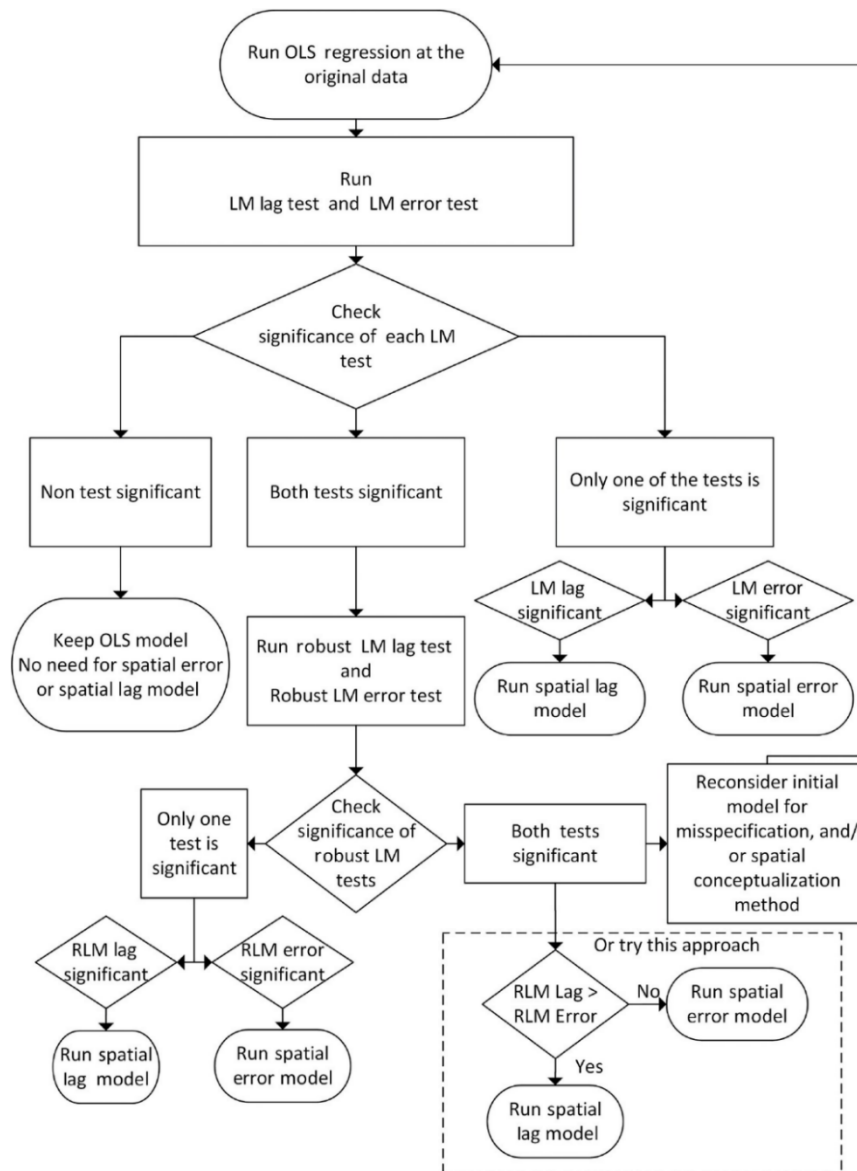 Run OLS regression at the
original data
Run
LM lag test and LM error test
Check
significance of each LM
test
Non test significant
Both tests significant
Only one of the tests is
significant
LM lag
significant
LM error
significant
Keep OLS model
No need for spatial error
or spatial lag model
Run robust LM lag test
and
Robust LM error test
Run spatial lag
model
Run spatial error
model
Only one
test is
significant
Check
significance of
robust LM
tests
Both tests
significant
Reconsider initial
model for
misspecification, and/
or spatial
conceptualization
method
RLM lag
significant
RLM error
significant
Or try this approach
RLM Lag >
RLM Error
No
Run spatial
error model
Run spatial
lag model
Run spatial
error model
Yes
Run spatial
lag model